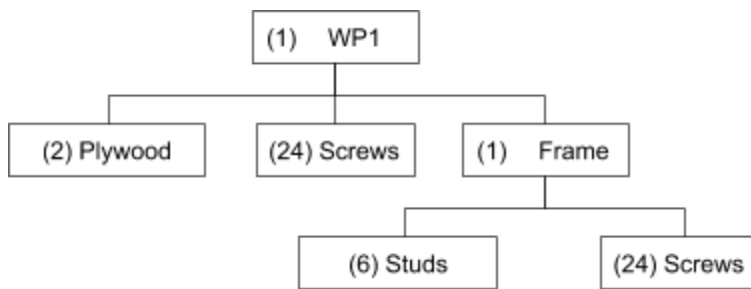 (1) WP1
(2) Plywood
(24) Screws
(1) Frame
(6) Studs
(24) Screws